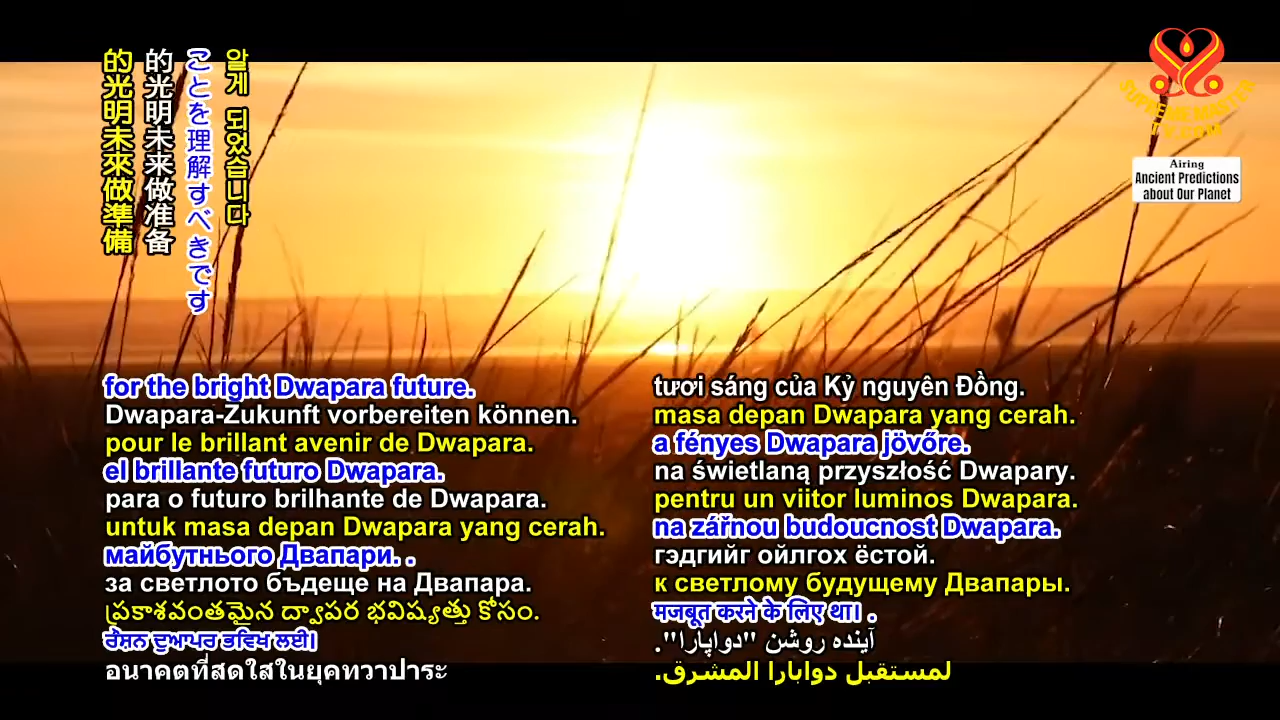 的光明未來做準備
的光明未来做准备
ことを理解すべきです
알게 되었습니다
SUPREME MASTER
TV.COM
Airing
Ancient Predictions
about Our Planet
for the bright Dwapara future.
Dwapara-Zukunft vorbereiten können.
pour le brillant avenir de Dwapara.
el brillante futuro Dwapara.
para o futuro brilhante de Dwapara.
untuk masa depan Dwapara yang cerah.
майбутнього Двапари. .
за светлото бъдеще на Двапара.
ప్రకాశవంతమైన ద్వాపర భవిష్యత్తు కోసం.
ਰੌਸ਼ਨ ਦੁਆਪਰ ਭਵਿਖ ਲਈ।
อนาคตที่สดใสในยุคทวาปาระ
tươi sáng của Kỷ nguyên Đồng.
masa depan Dwapara yang cerah.
a fényes Dwapara jövőre.
na świetlaną przyszłość Dwapary.
pentru un viitor luminos Dwapara.
na zářnou budoucnost Dwapara.
гэдгийг ойлгох ёстой.
к светлому будущему Двапары.
मजबूत करने के लिए था। .
آینده روشن "دواپارا".
لمستقبل دوابارا المشرق.